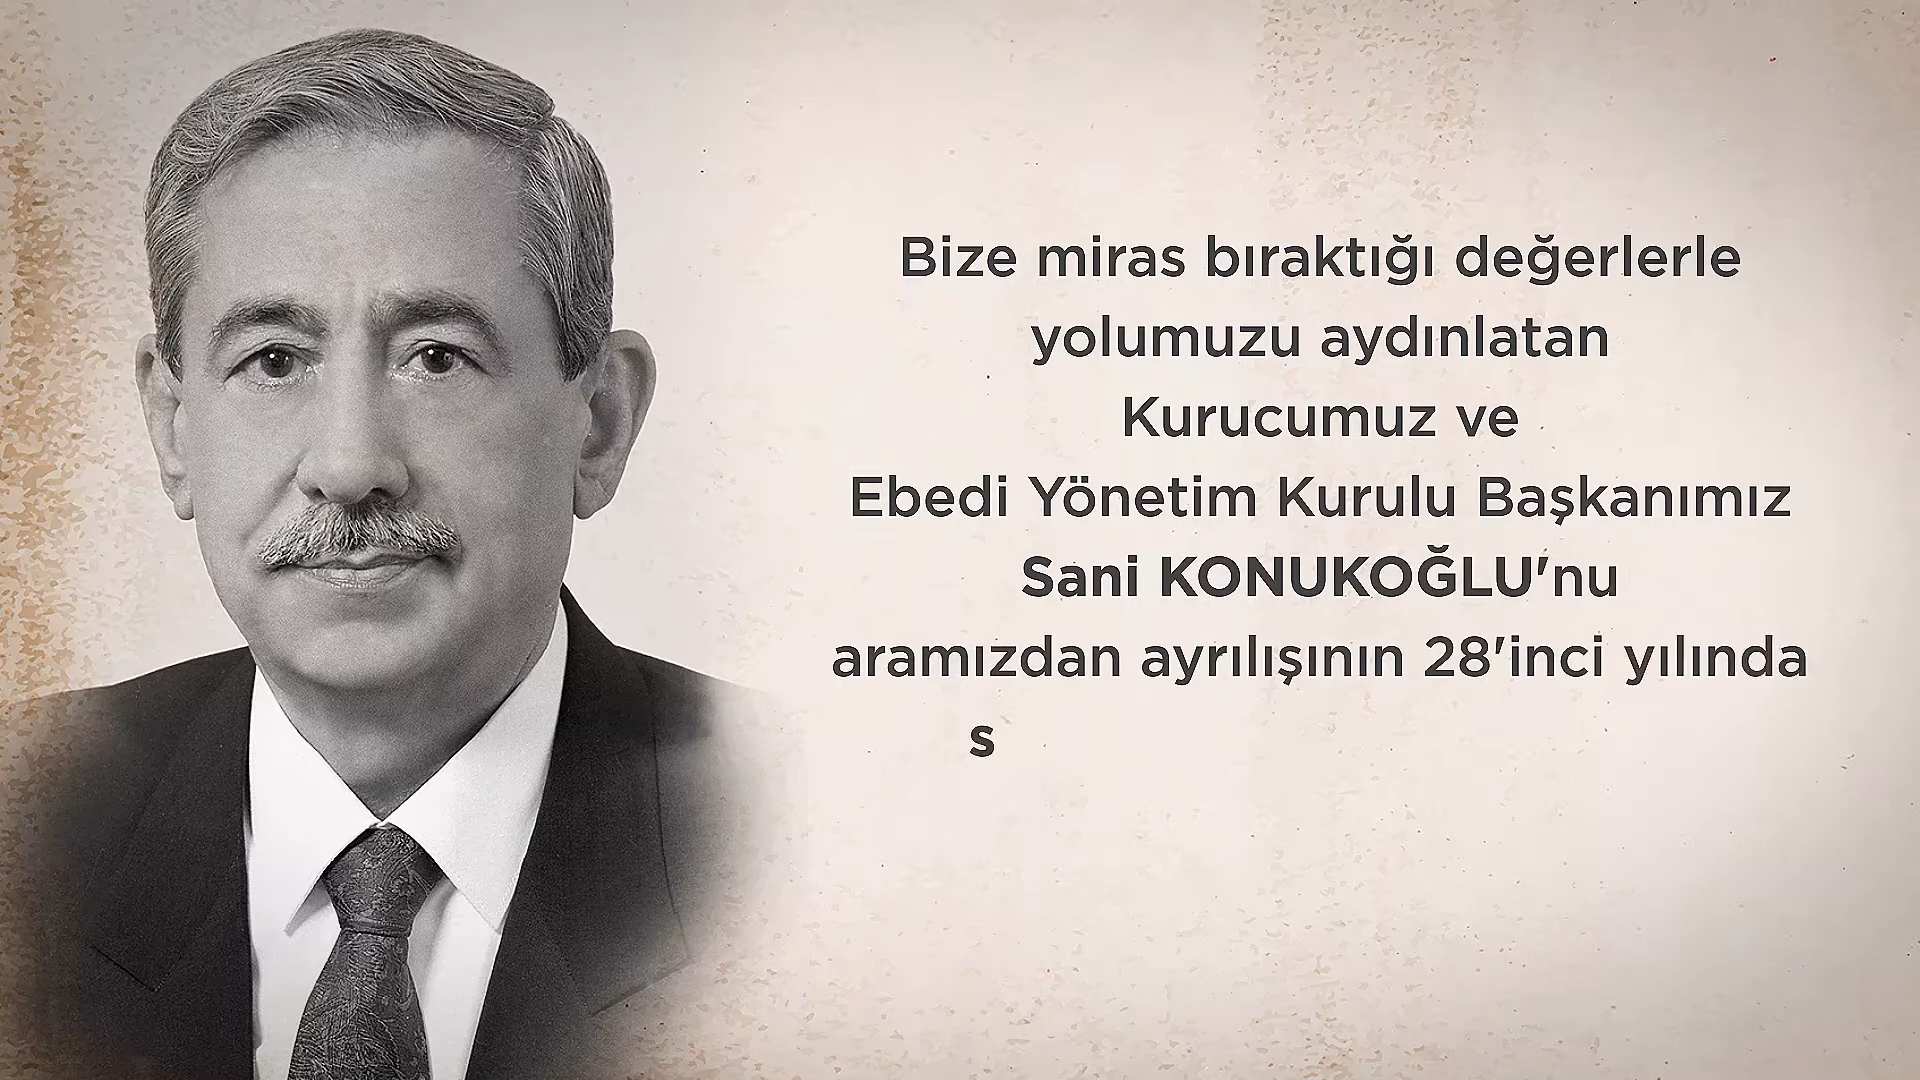 Bize miras bıraktığı değerlerle
yolumuzu aydınlatan
Kurucumuz ve
Ebedi Yönetim Kurulu Başkanımız
Sani KONUKOĞLU'nu
aramızdan ayrılışının 28'inci yılında
s